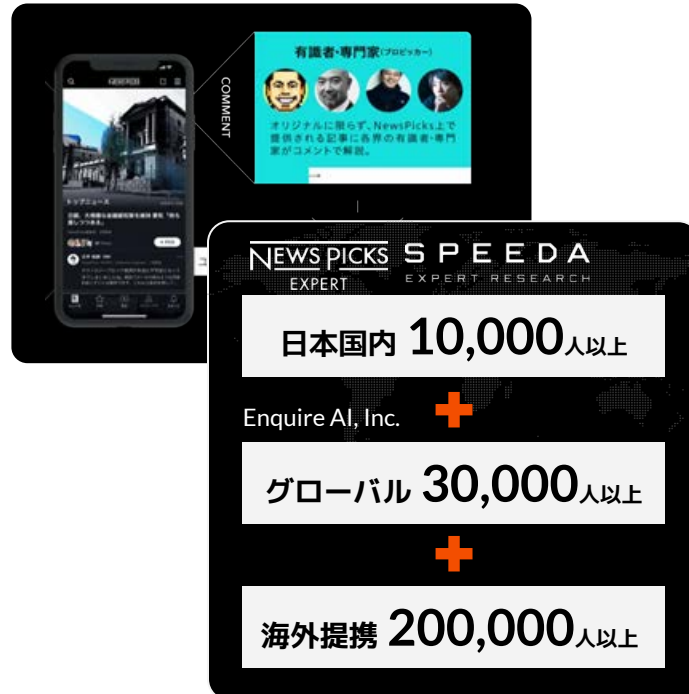 有識者・専門家(プロピッカー)
COMMENT
オリジナルに限らず、NewsPicks上で
提供される記事に各界の有識者・専門
家がコメントで解説。
トップニュース
NEWSPICKS
EXPERT
SPEEDA
EXPERT RESEARCH
日本国内 10,000人以上
Enquire AI, Inc.
+
グローバル 30,000人以上
+
海外提携 200,000人以上